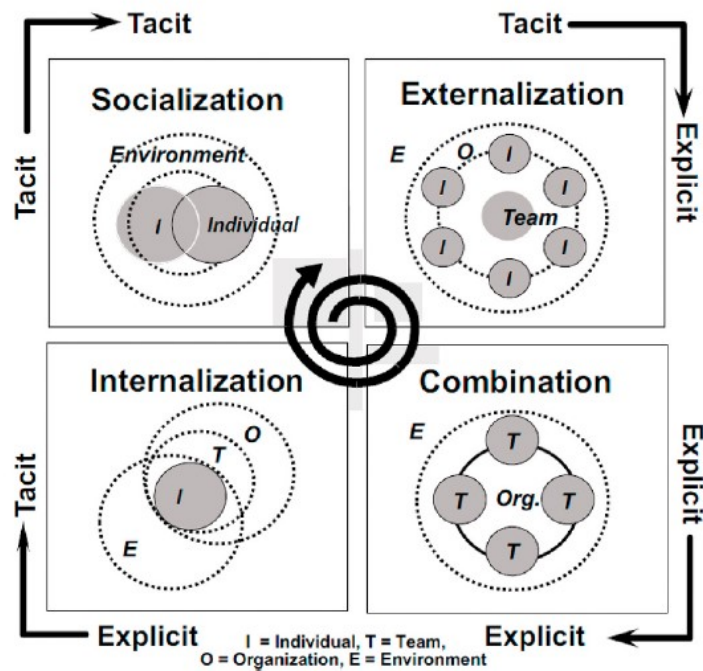 Tacit
Tacit
Tacit
Explicit
Socialization
Environment
I
Individual
Externalization
E
O.
I
I
I
Team
I
I
I
Internalization
O
T
I
E
Combination
E
T
T
Org.
T
T
Tacit
Explicit
Explicit
Explicit
I = Individual, T = Team,
O = Organization, E = Environment